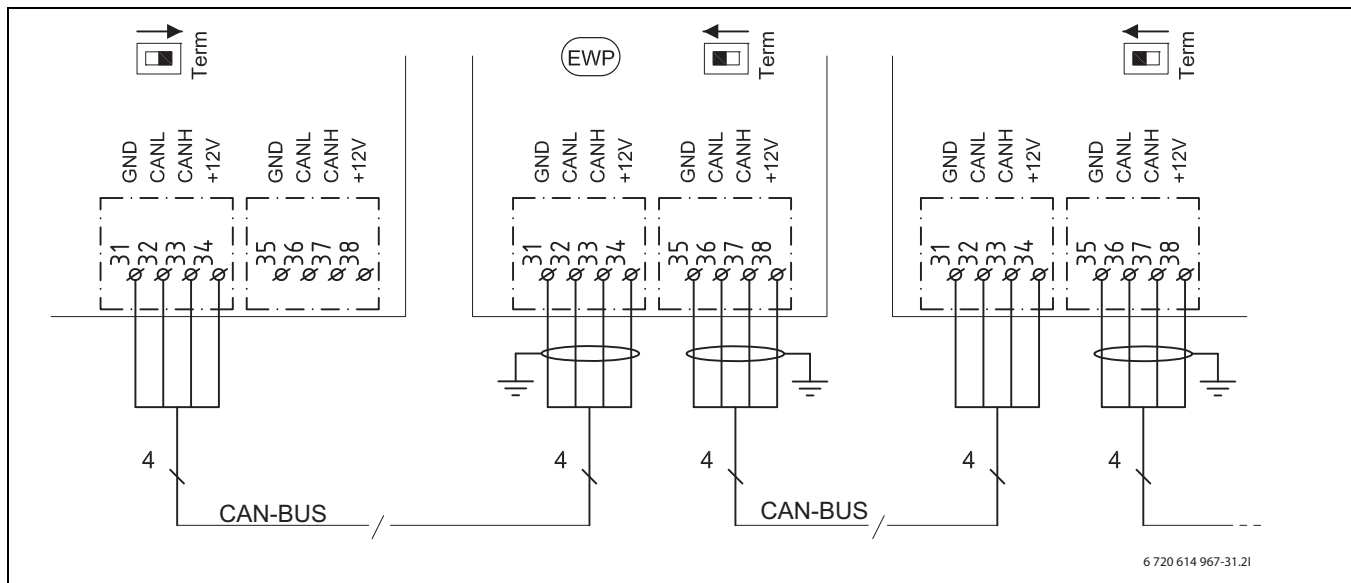 Term
EWP
Term
Term
GND CANL CANH +12V
GND CANL CANH +12V
GND CANL CANH +12V
GND CANL CANH +12V
GND CANL CANH +12V
GND CANL CANH +12V
31 32 33 34
35 36 37 38
31 32 33 34
35 36 37 38
31 32 33 34
35 36 37 38
4
4
4
4
4
CAN-BUS
CAN-BUS
6 720 614 967-31.2I